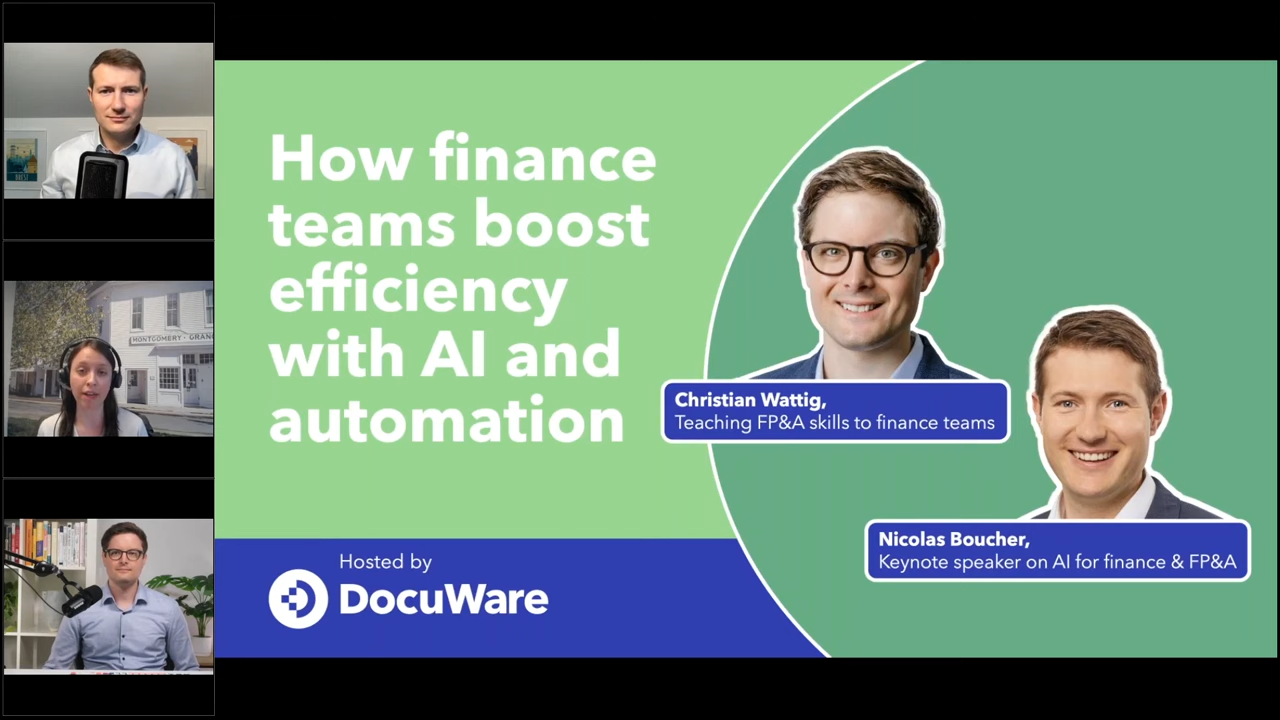 How finance
teams boost
efficiency
with AI and
automation
Christian Wattig,
Teaching FP&A skills to finance teams
Nicolas Boucher,
Keynote speaker on AI for finance & FP&A
Hosted by
DocuWare
MONTGOMERY - GRAN